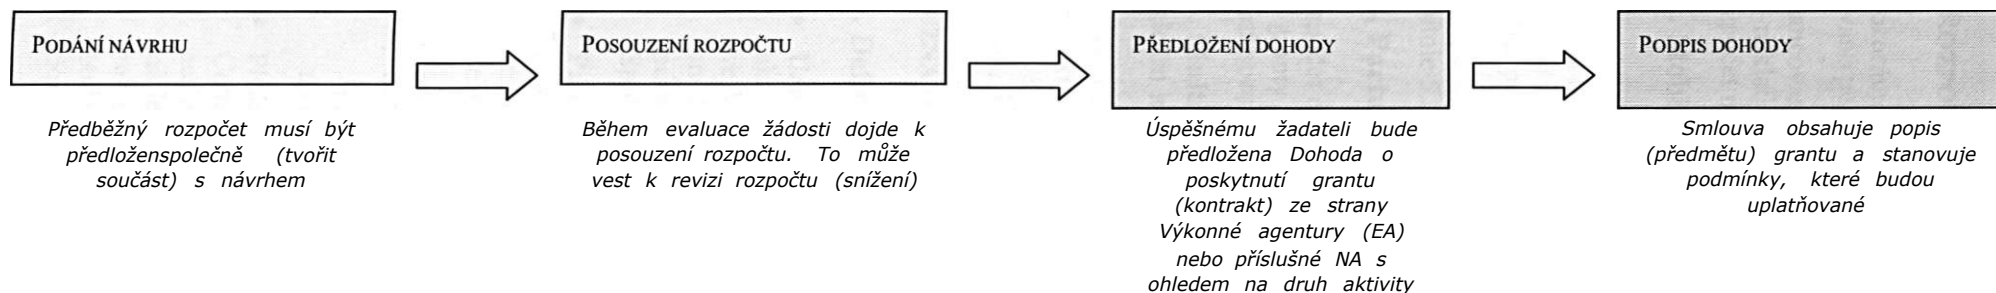 PODÁNÍ NÁVRHU
Předběžný rozpočet musí být
předloženspolečně (tvořit
součást) s návrhem
POSOUZENÍ ROZPOČTU
Během evaluace žádosti dojde k
posouzení rozpočtu. To může
vest k revizi rozpočtu (snížení)
PŘEDLOŽENÍ DOHODY
Úspěšnému žadateli bude
předložena Dohoda o
poskytnutí grantu
(kontrakt) ze strany
Výkonné agentury (EA)
nebo příslušné NA s
ohledem na druh aktivity
PODPIS DOHODY
Smlouva obsahuje popis
(předmětu) grantu a stanovuje
podmínky, které budou
uplatňované